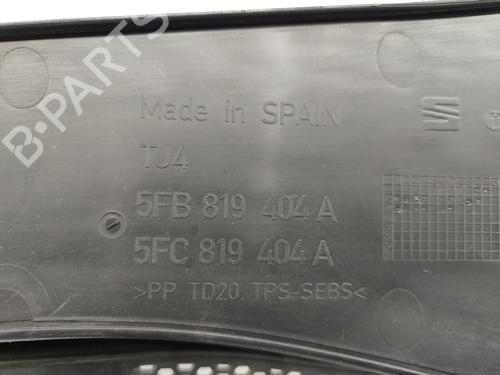 B-PARTS
Made in SPAIN
TJ4
5FB 819 404 A
5FC 819 404 A
>PP TD20 TPS-SEBS<